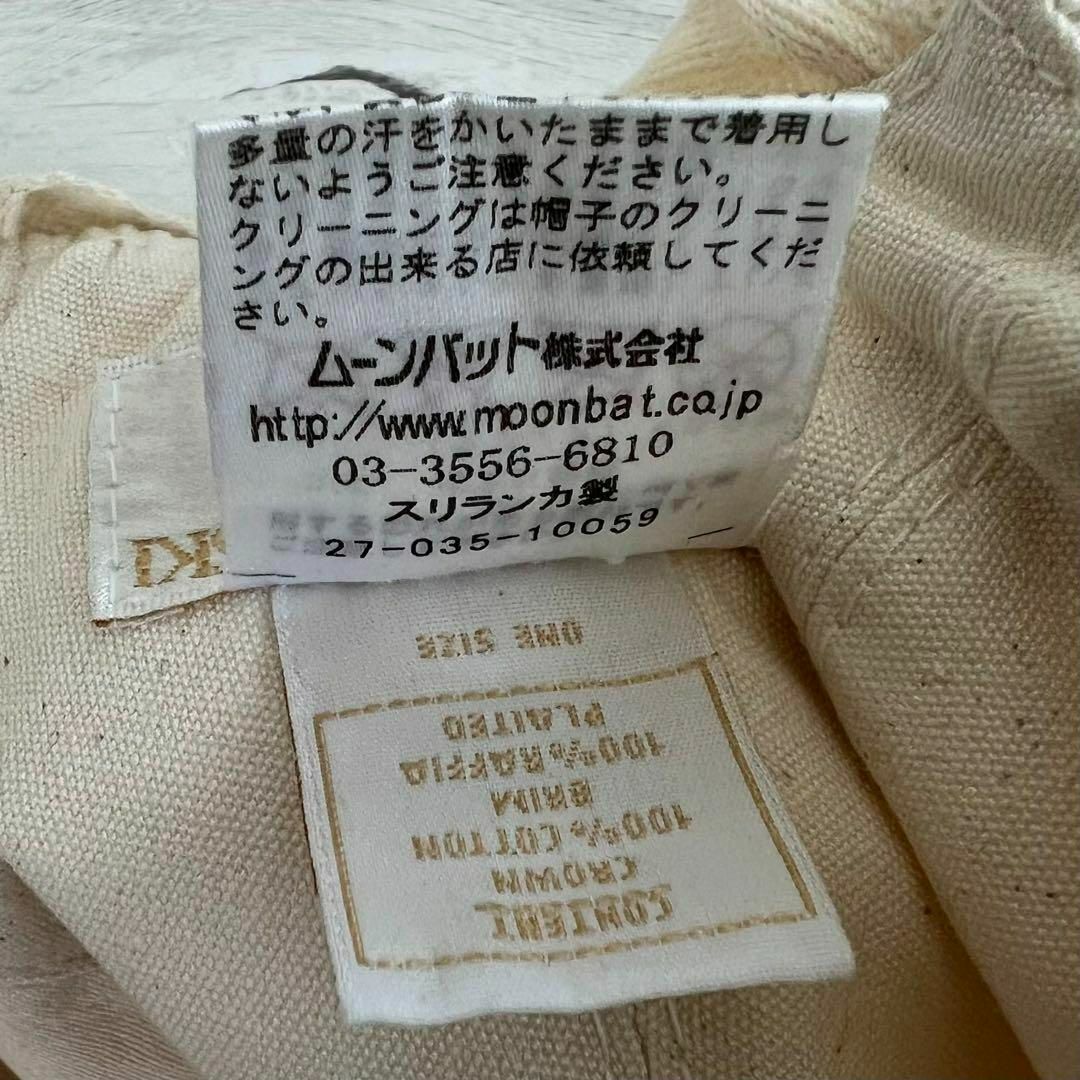 多量の汗をかいたままで着用し
ないようご注意ください。
クリーニングは帽子のクリーニ
ングの出来る店に依頼してくだ
さい。
ムーンバット株式会社
http://www.moonbat.co.jp
03-3556-6810
スリランカ製
27-035-10059
ONE SIZE
CONTENT
CROWN
100% COTTON
BRIM
100% RAFFIA
PLAITED